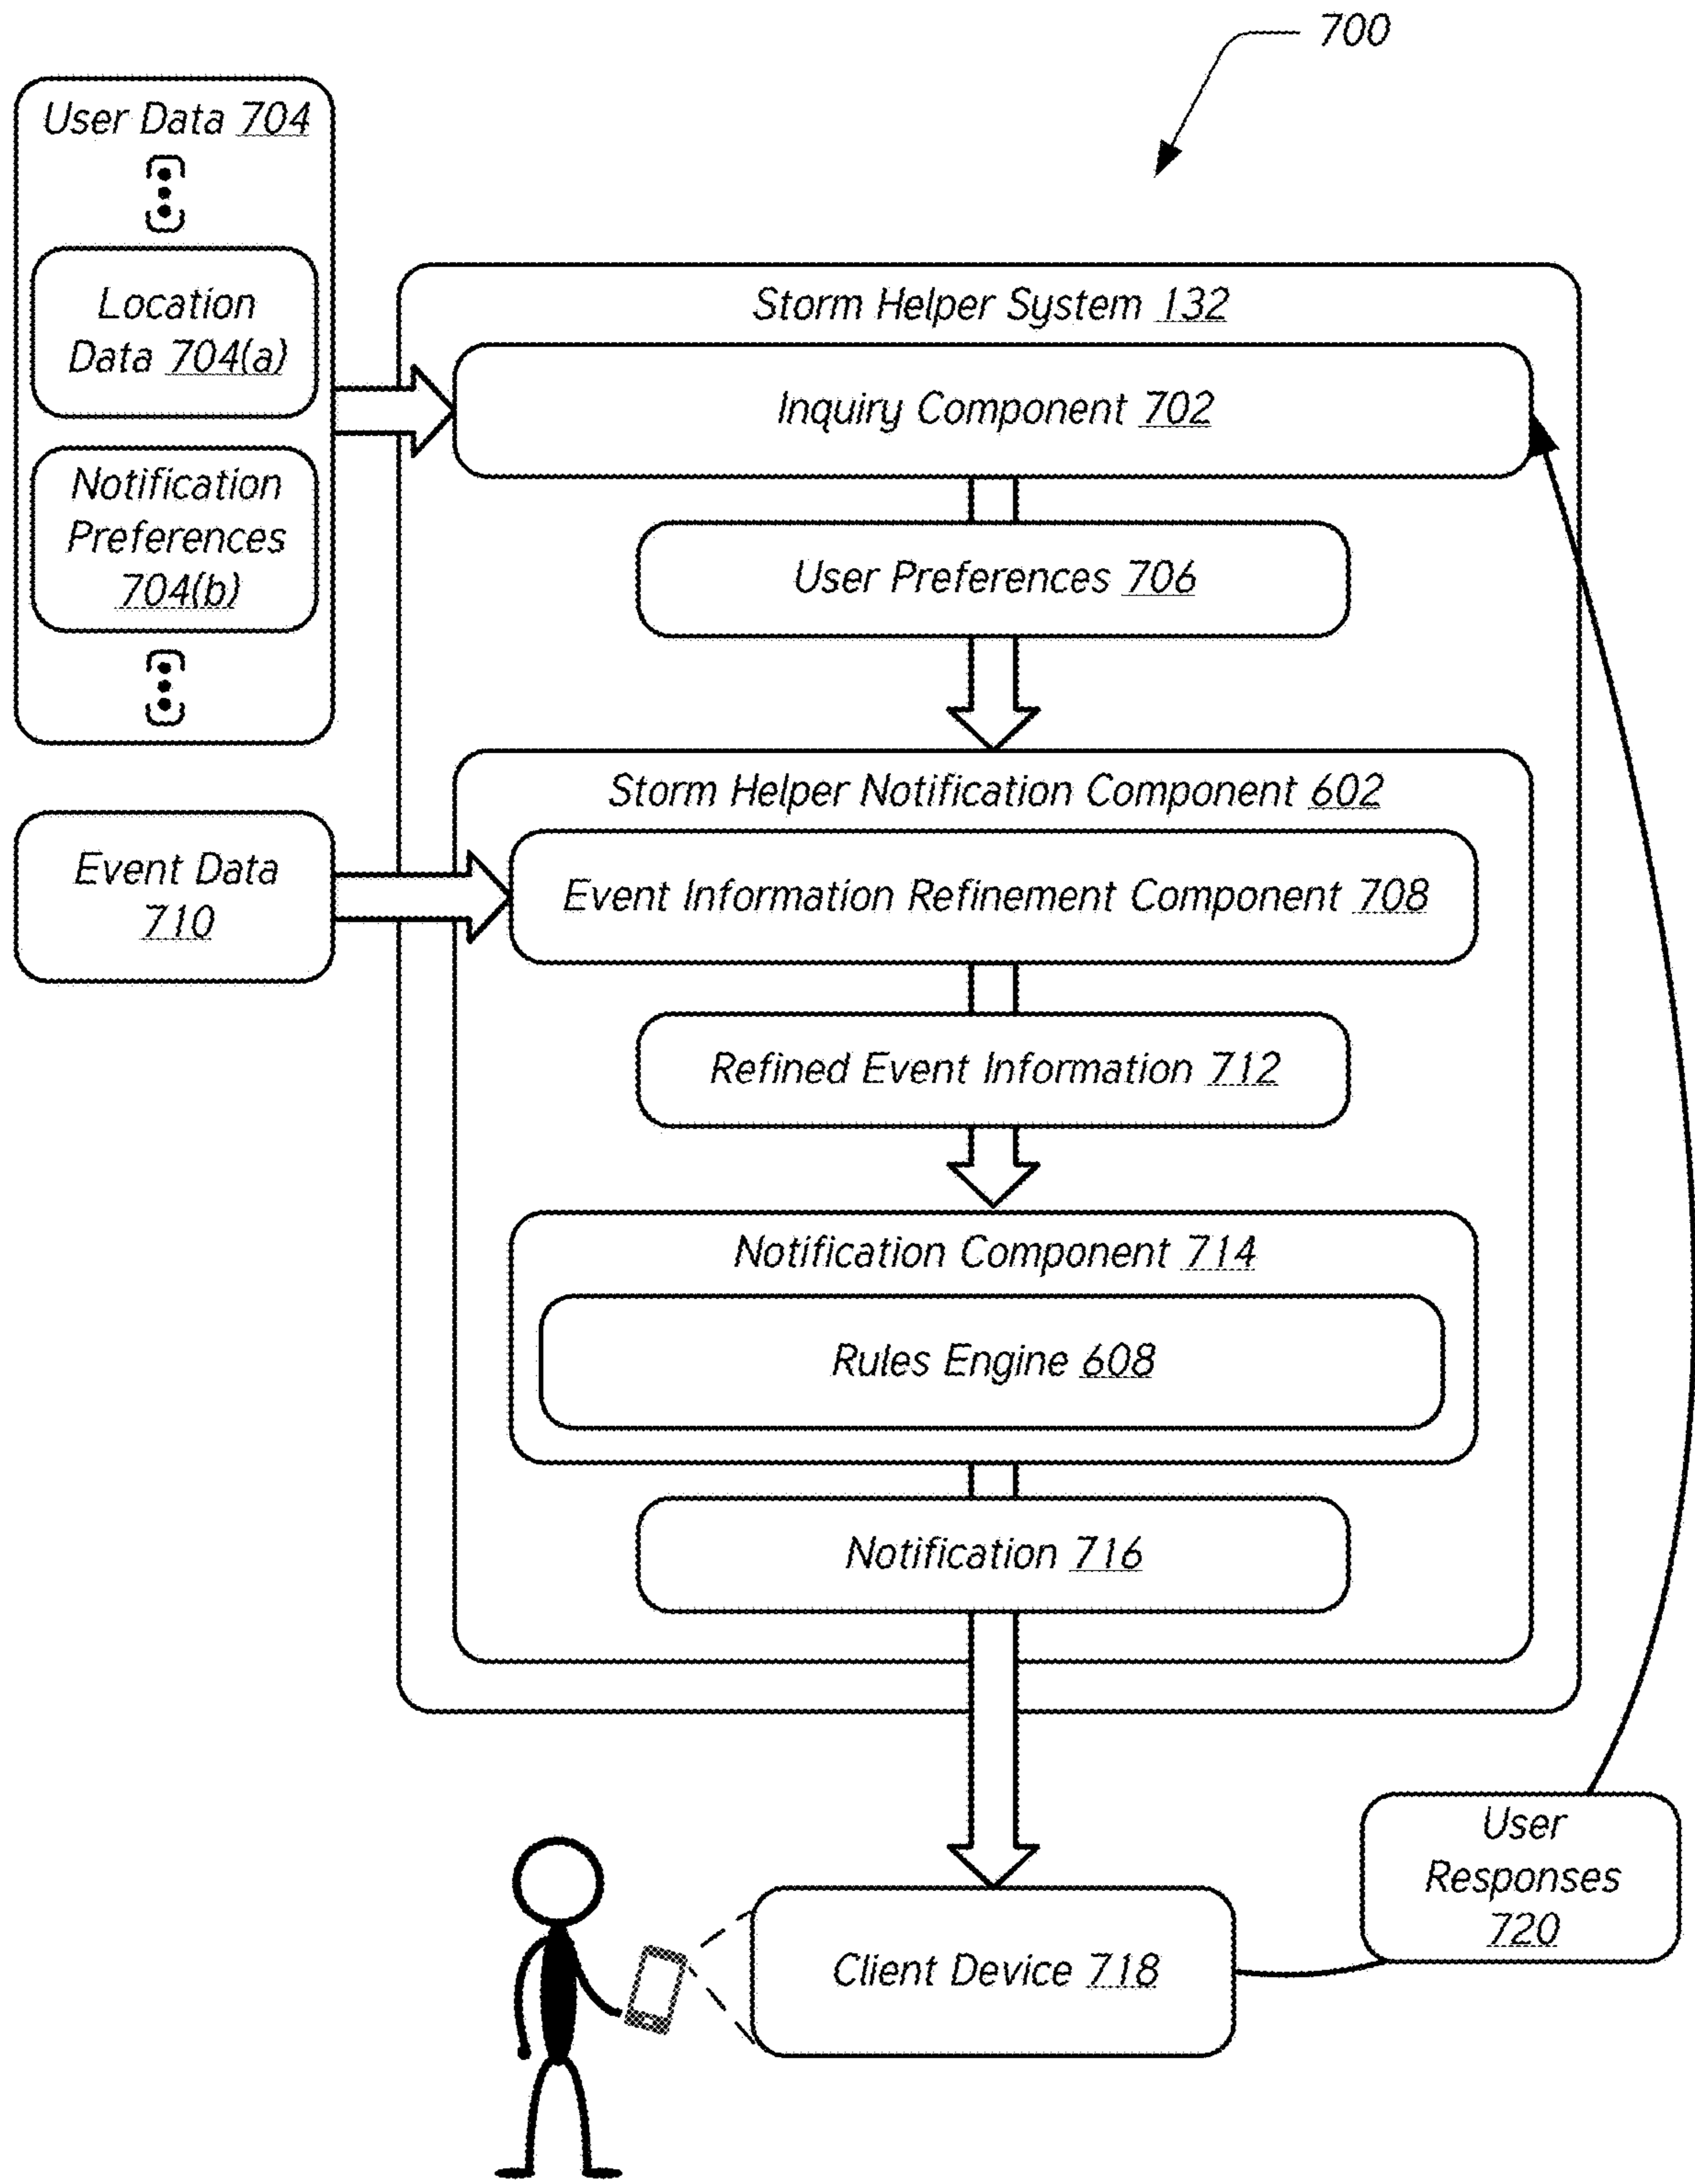 700
User Data 704
Location
Data 704(a)
Notification
Preferences
704(b)
Storm Helper System 132
Inquiry Component 702
User Preferences 706
Storm Helper Notification Component 602
Event Data
710
Event Information Refinement Component 708
Refined Event Information 712
Notification Component 714
Rules Engine 608
Notification 716
User
Responses
720
Client Device 718